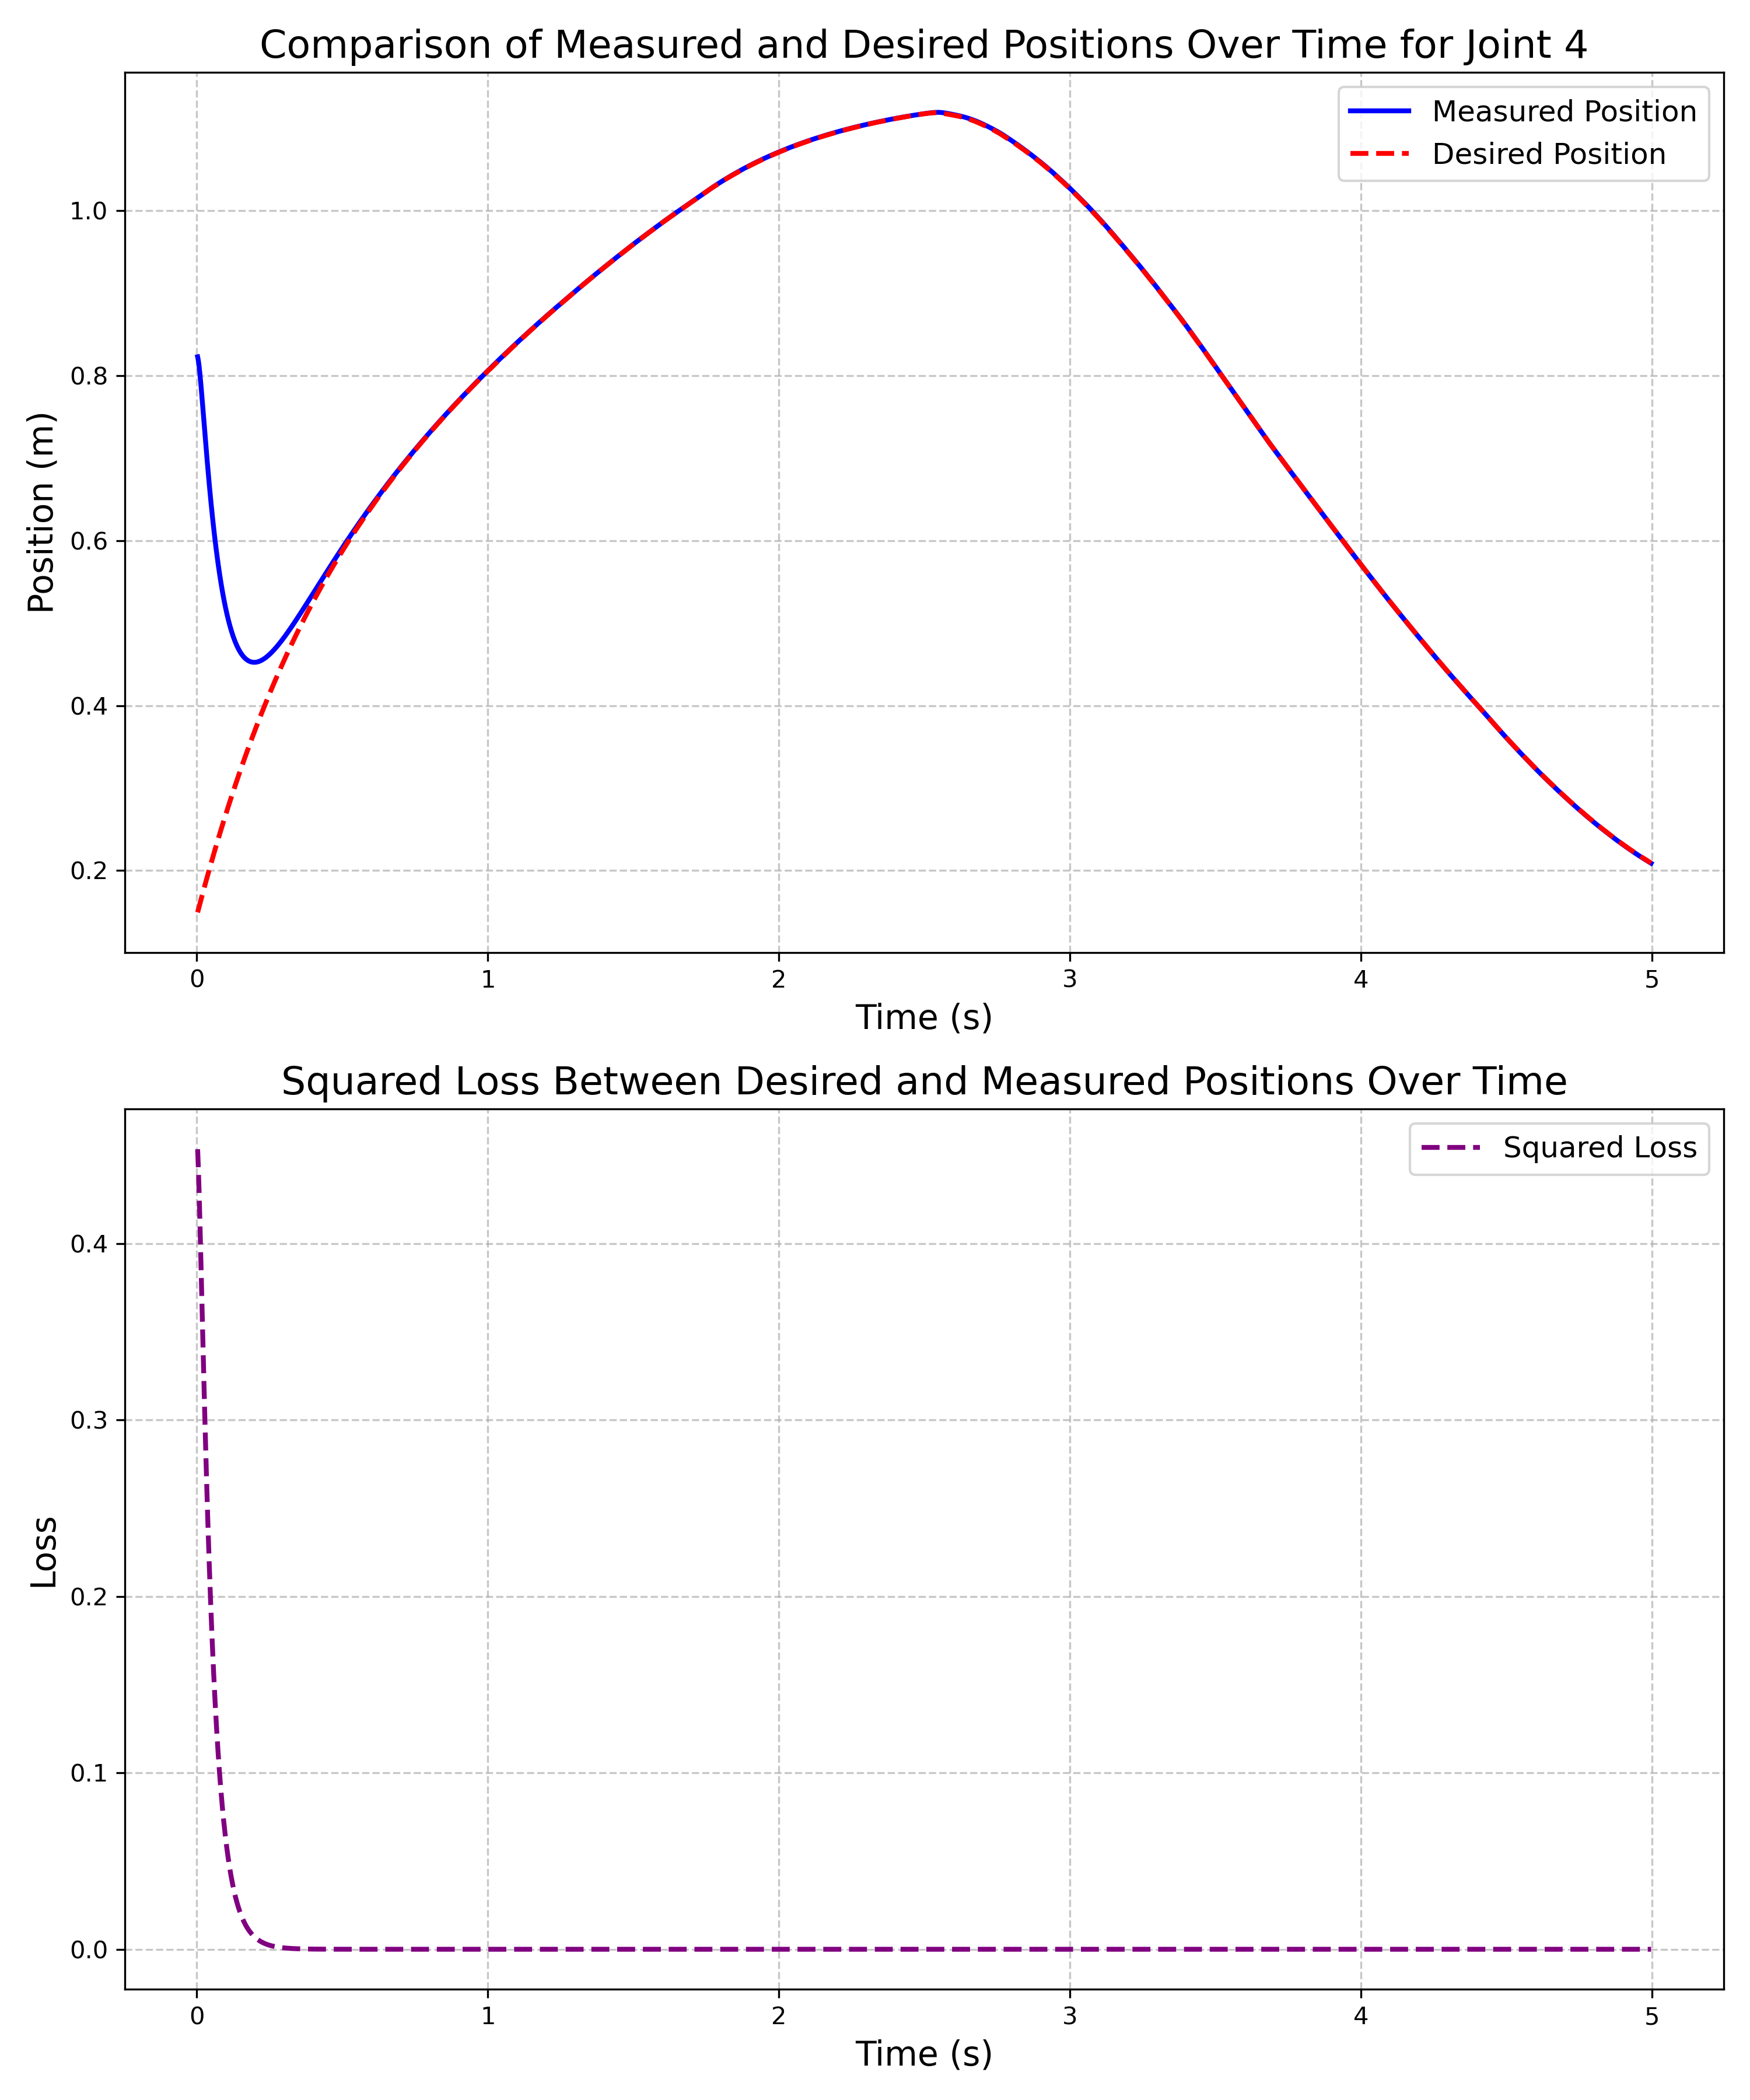 Comparison of Measured and Desired Positions Over Time for Joint 4
Measured Position
Desired Position
Position (m)
1.0
0.8
0.6
0.4
0.2
0 1 2 3 4 5
Time (s)
Squared Loss Between Desired and Measured Positions Over Time
Squared Loss
Loss
0.4
0.3
0.2
0.1
0.0
0 1 2 3 4 5
Time (s)